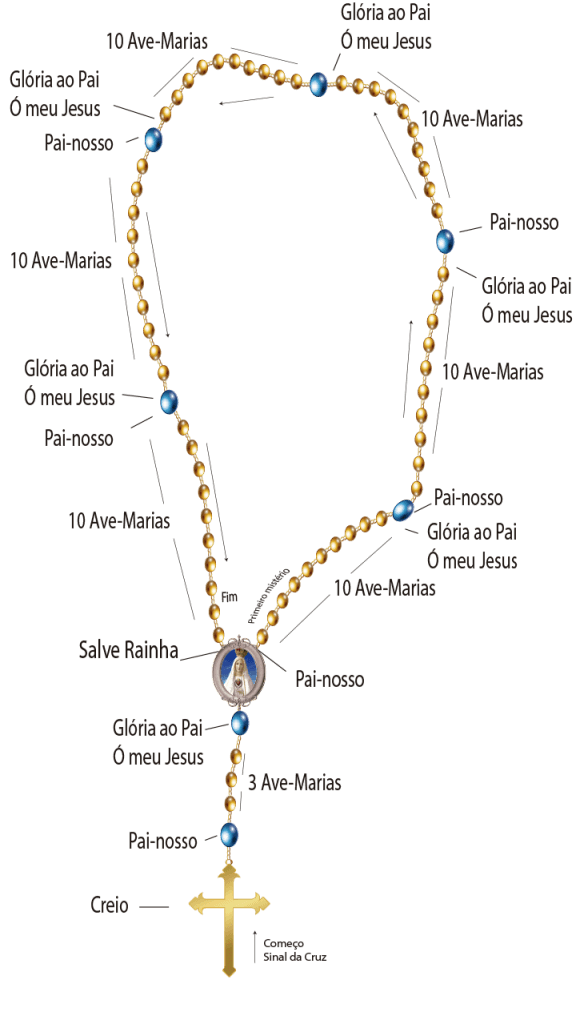 Glória ao Pai
Ó meu Jesus
10 Ave-Marias
Glória ao Pai
Ó meu Jesus
Pai-nosso
10 Ave-Marias
Pai-nosso
Glória ao Pai
Ó meu Jesus
10 Ave-Marias
10 Ave-Marias
Glória ao Pai
Ó meu Jesus
Pai-nosso
Pai-nosso
Glória ao Pai
Ó meu Jesus
10 Ave-Marias
10 Ave-Marias
Fim
Primeiro mistério
Salve Rainha
Pai-nosso
Glória ao Pai
Ó meu Jesus
3 Ave-Marias
Pai-nosso
Creio
Começo
Sinal da Cruz